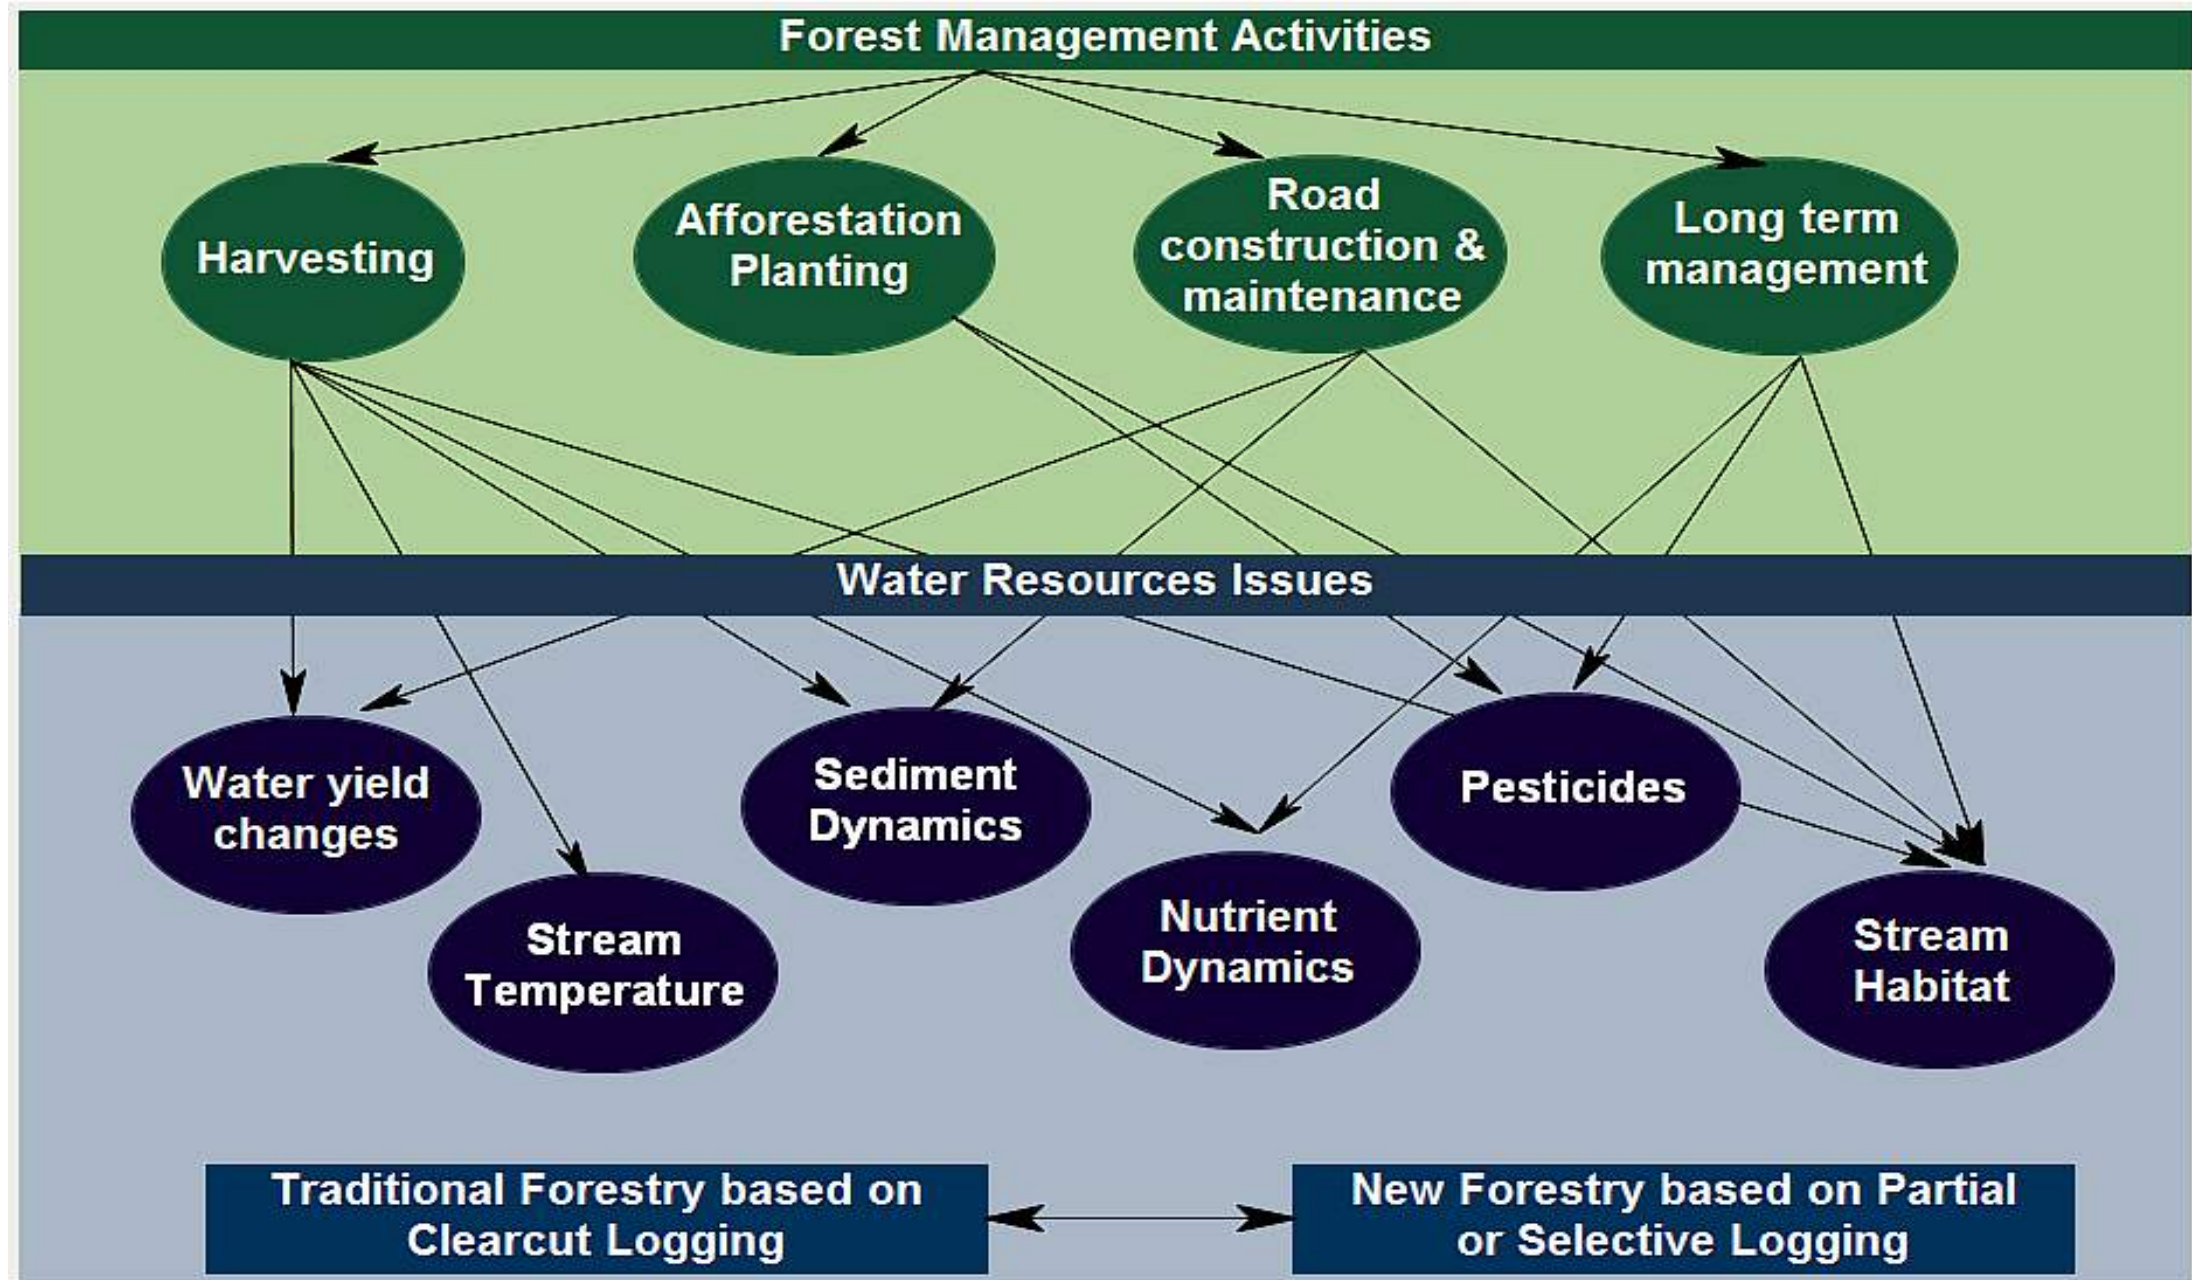 Forest Management Activities
Harvesting
Afforestation
Planting
Road
construction &
maintenance
Long term
management
Water Resources Issues
Water yield
changes
Stream
Temperature
Sediment
Dynamics
Nutrient
Dynamics
Pesticides
Stream
Habitat
Traditional Forestry based on
Clearcut Logging
New Forestry based on Partial
or Selective Logging